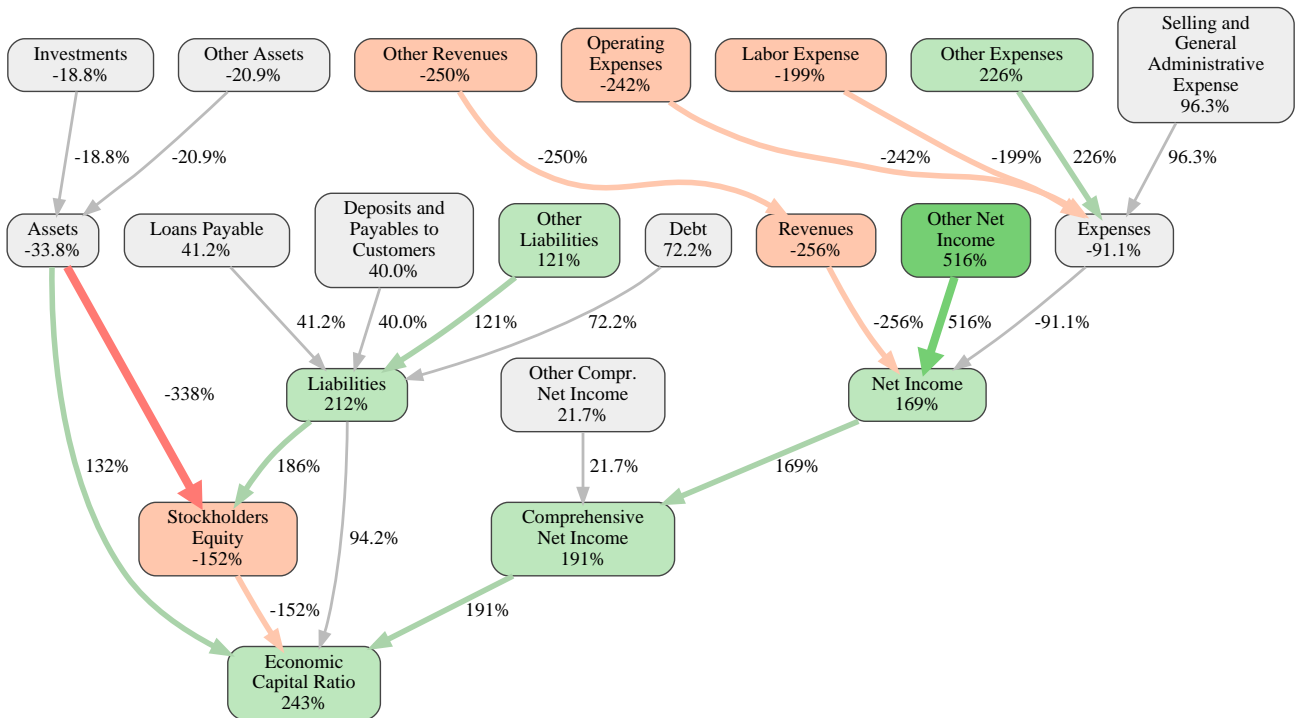 Investments
-18.8%
Other Assets
-20.9%
Other Revenues
-250%
Operating
Expenses
-242%
Labor Expense
-199%
Other Expenses
226%
Selling and
General
Administrative
Expense
96.3%
-18.8%
-20.9%
-250%
-242%
-199%
226%
96.3%
Assets
-33.8%
Loans Payable
41.2%
Deposits and
Payables to
Customers
40.0%
Other
Liabilities
121%
Debt
72.2%
Revenues
-256%
Other Net
Income
516%
Expenses
-91.1%
41.2%
40.0%
121%
72.2%
-256%
516%
-91.1%
-338%
Liabilities
212%
Other Compr.
Net Income
21.7%
Net Income
169%
132%
186%
21.7%
169%
Stockholders
Equity
-152%
94.2%
Comprehensive
Net Income
191%
-152%
191%
Economic
Capital Ratio
243%